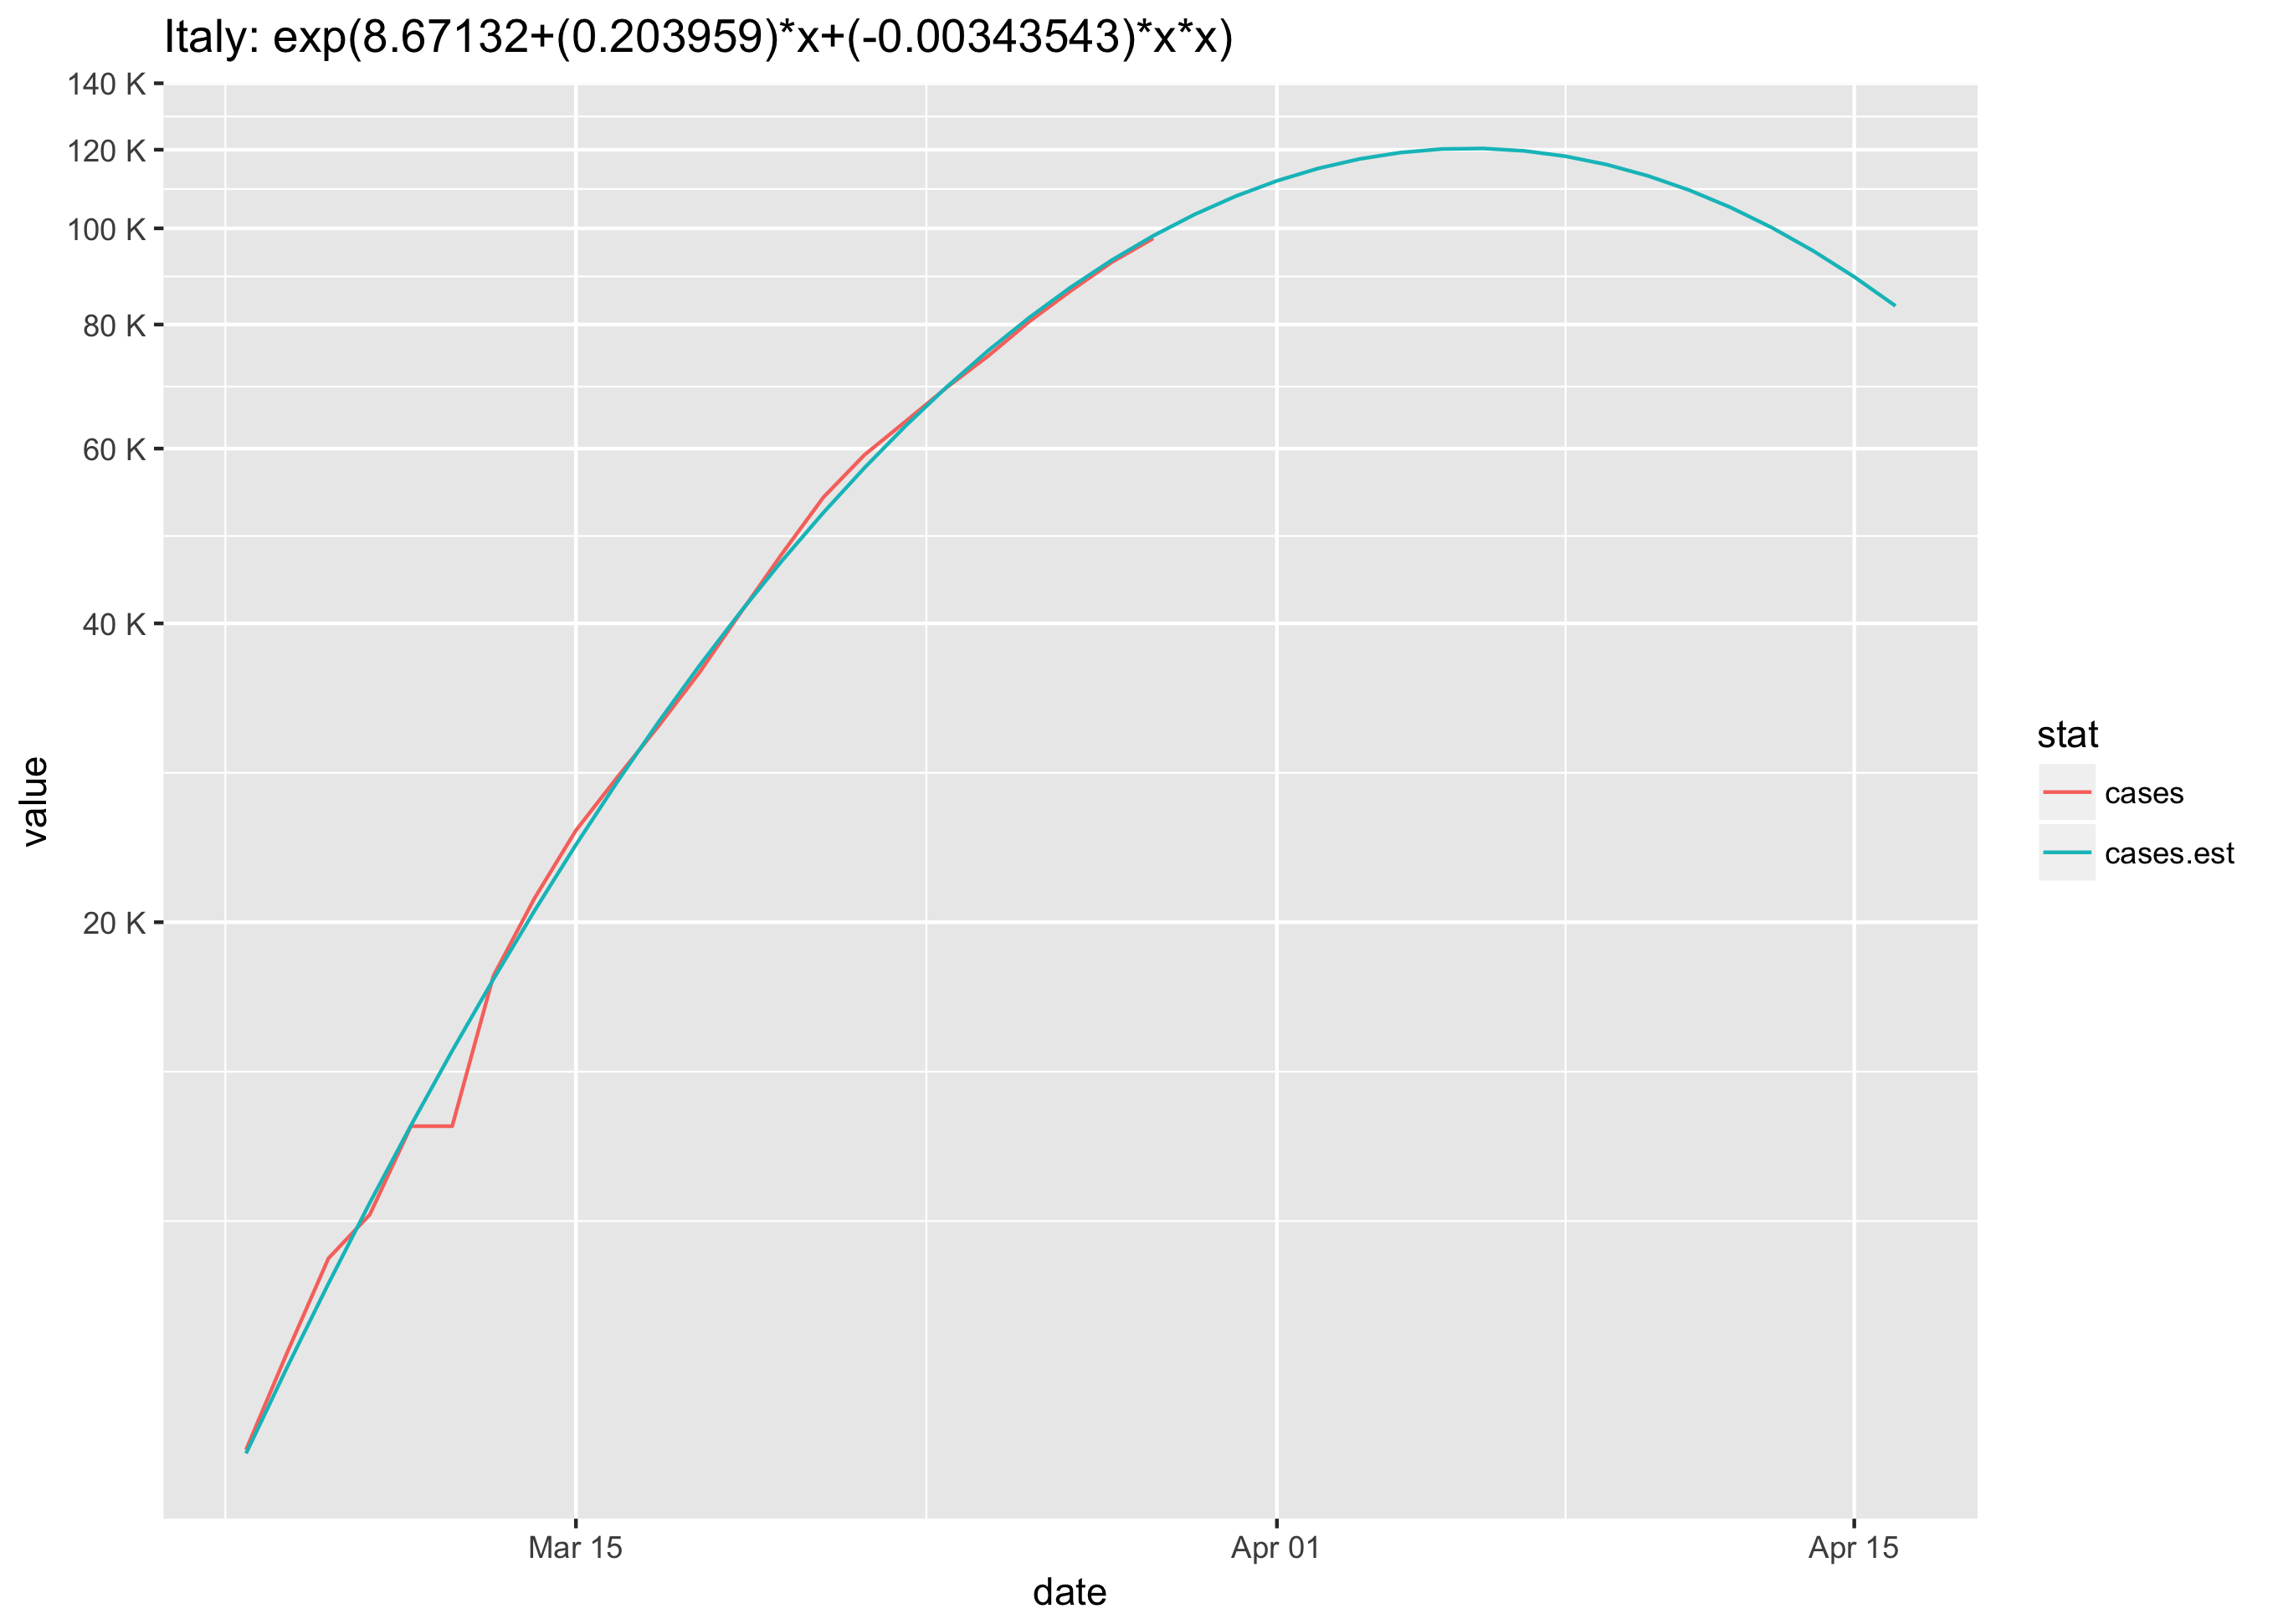 Italy: exp(8.67132+(0.203959)*x+(-0.00343543)*x*x)
140 K
120 K
100 K
80 K
60 K
40 K
20 K
value
Mar 15
Apr 01
Apr 15
date
stat
cases
cases.est